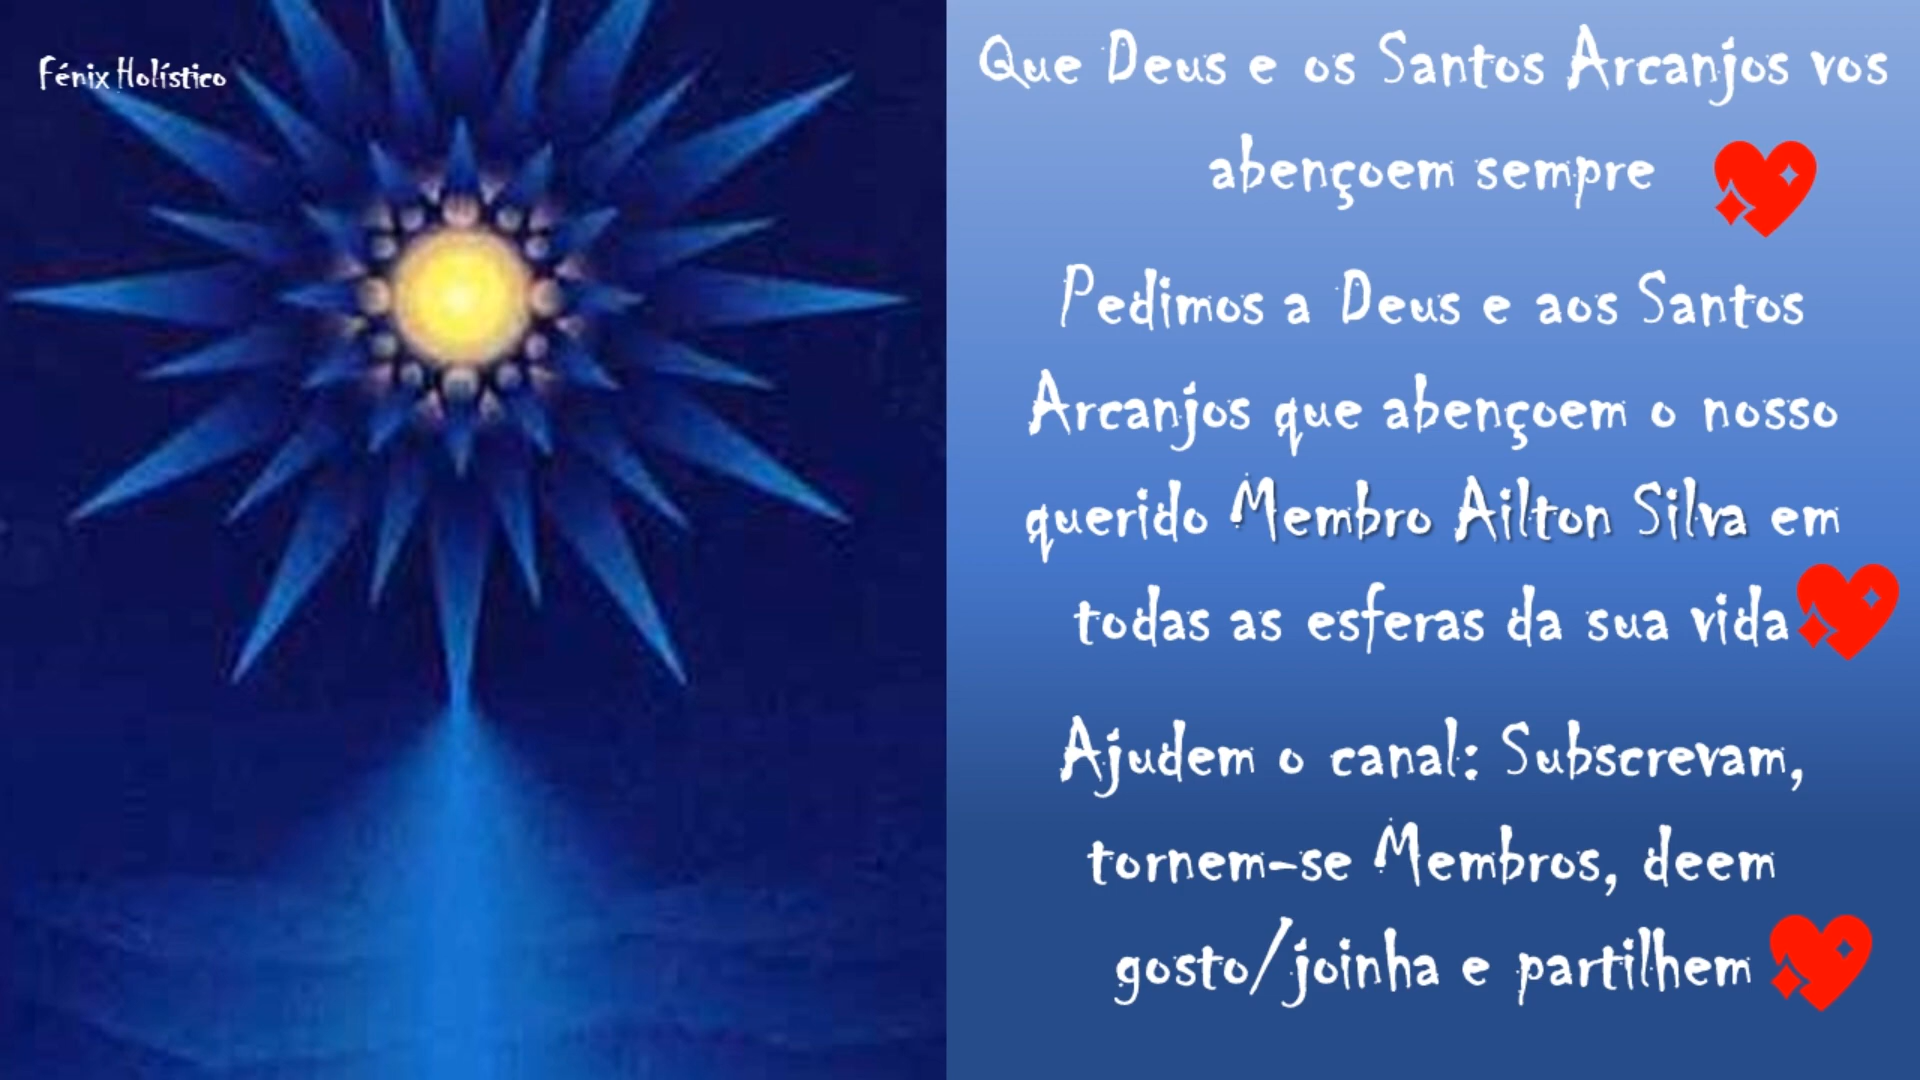 Fénix Holístico
Que Deus e os Santos Arcanjos vos
abençoem sempre
Pedimos a Deus e aos Santos
Arcanjos que abençoem o nosso
querido Membro Ailton Silva em
todas as esferas da sua vida
Ajudem o canal: Subscrevam,
tornem-se Membros, deem
gosto/joinha e partilhem